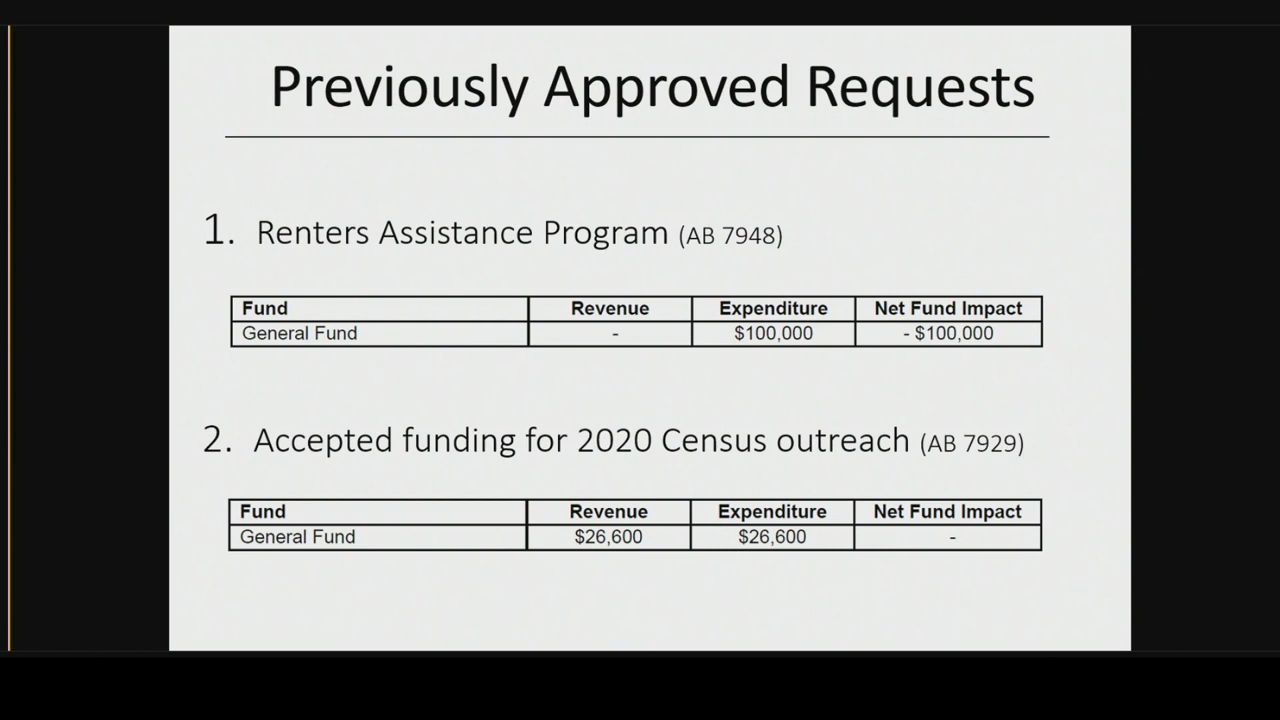 Previously Approved Requests
1. Renters Assistance Program (AB 7948)
Fund Revenue Expenditure Net Fund Impact
General Fund - $100,000 - $100,000
2. Accepted funding for 2020 Census outreach (AB 7929)
Fund Revenue Expenditure Net Fund Impact
General Fund $26,600 $26,600 -